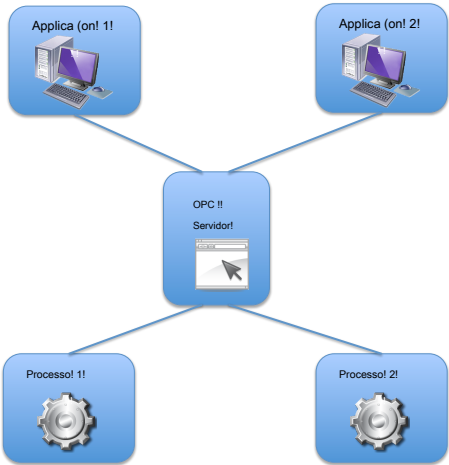 Applica (on! 1!
Applica (on! 2!
OPC !!
Servidor!
Processo! 1!
Processo! 2!